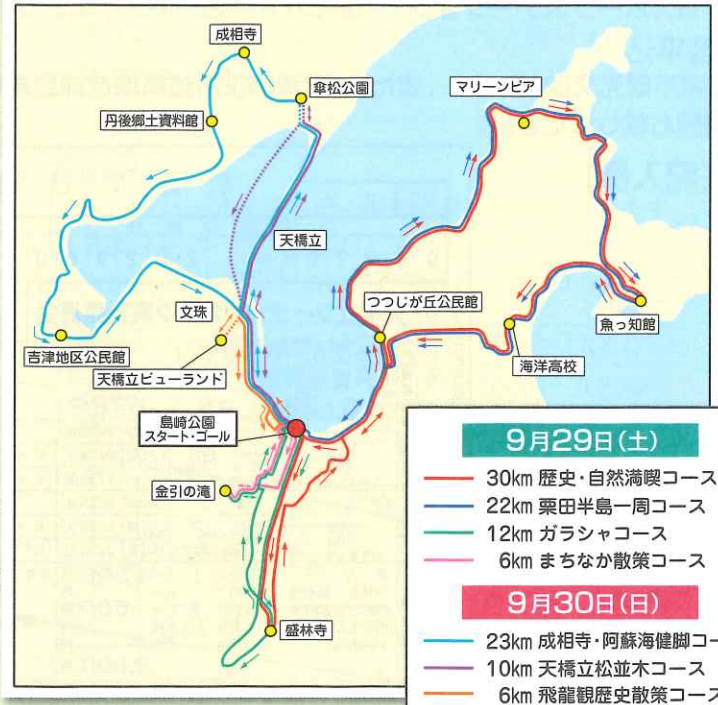 成相寺
傘松公園
丹後郷土資料館
マリーンピア
天橋立
文珠
つつじが丘公民館
魚っ知館
吉津地区公民館
天橋立ビューランド
海洋高校
島崎公園
スタート・ゴール
金引の滝
盛林寺
9月29日(土)
30km 歴史・自然満喫コース
22km 栗田半島一周コース
12km ガラシャコース
6km まちなか散策コース
9月30日(日)
23km 成相寺・阿蘇海健脚コー
10km 天橋立松並木コース
6km 飛龍観歴史散策コース